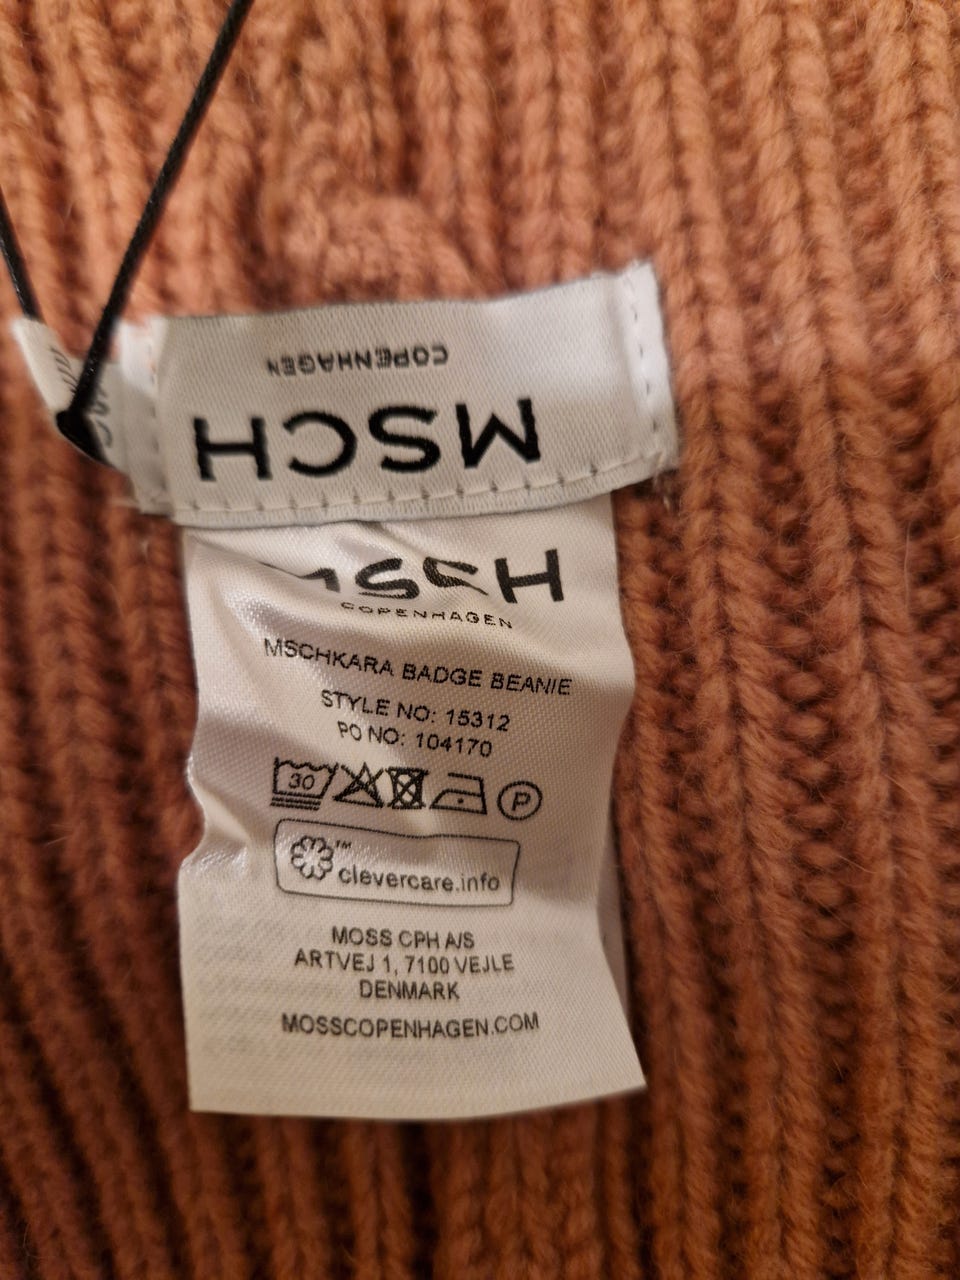 COPENHAGEN
MSCH
MSCH
COPENHAGEN
MSCHKARA BADGE BEANIE
STYLE NO: 15312
PO NO: 104170
30 P
™
clevercare.info
MOSS CPH A/S
ARTVEJ 1, 7100 VEJLE
DENMARK
MOSSCOPENHAGEN.COM